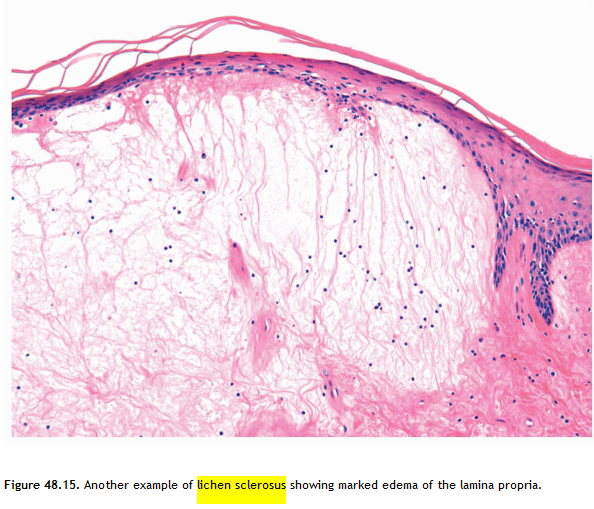 Figure 48.15. Another example of lichen sclerosus showing marked edema of the lamina propria.